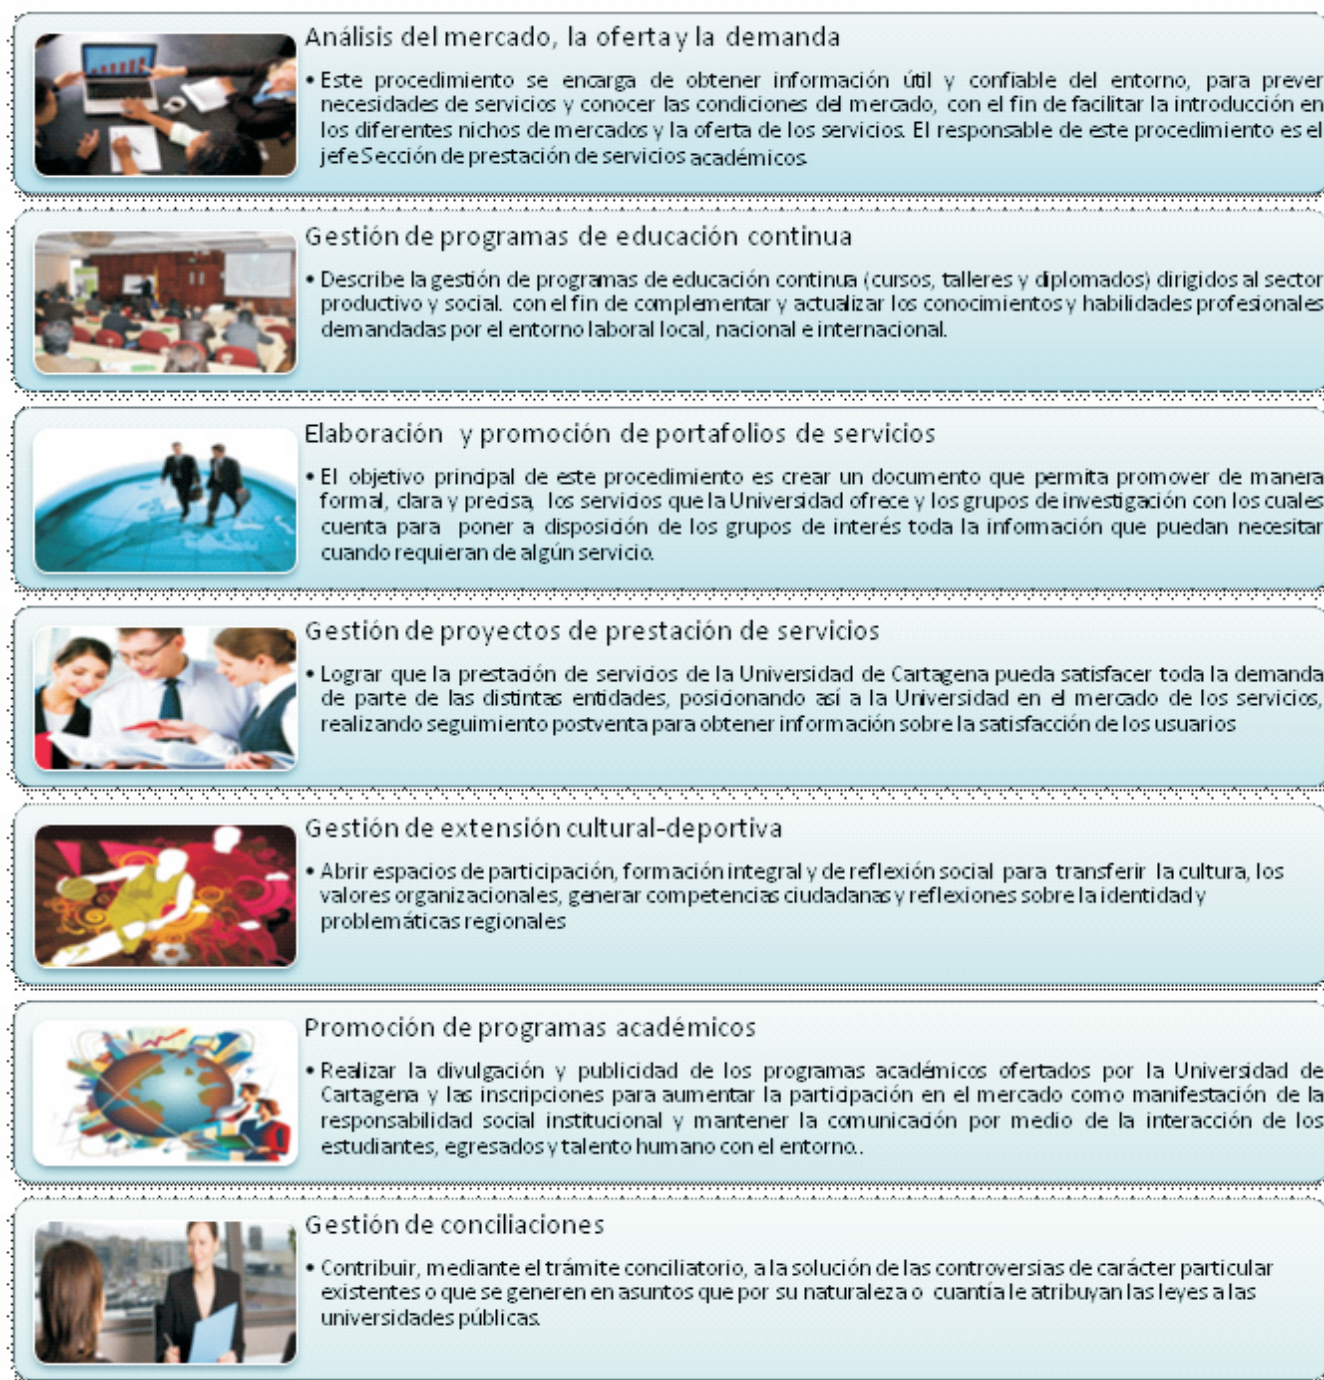 Análisis del mercado, la oferta y la demanda
• Este procedimiento se encarga de obtener información útil y confiable del entorno, para prever
necesidades de servicios y conocer las condiciones del mercado, con el fin de facilitar la introducción en
los diferentes nichos de mercados y la oferta de los servicios. El responsable de este procedimiento es el
jefe Sección de prestación de servicios académicos.
Gestión de programas de educación continua
• Describe la gestión de programas de educación continua (cursos, talleres y diplomados) dirigidos al sector
productivo y social. con el fin de complementar y actualizar los conocimientos y habilidades profesionales
demandadas por el entorno laboral local, nacional e internacional.
Elaboración y promoción de portafolios de servicios
• El objetivo principal de este procedimiento es crear un documento que permita promover de manera
formal, clara y precisa, los servicios que la Universidad ofrece y los grupos de investigación con los cuales
cuenta para poner a disposición de los grupos de interés toda la información que puedan necesitar
cuando requieran de algún servicio.
Gestión de proyectos de prestación de servicios
• Lograr que la prestación de servicios de la Universidad de Cartagena pueda satisfacer toda la demanda
de parte de las distintas entidades, posicionando así a la Universidad en el mercado de los servicios,
realizando seguimiento postventa para obtener información sobre la satisfacción de los usuarios
Gestión de extensión cultural-deportiva
• Abrir espacios de participación, formación integral y de reflexión social para transferir la cultura, los
valores organizacionales, generar competencias ciudadanas y reflexiones sobre la identidad y
problemáticas regionales
Promoción de programas académicos
• Realizar la divulgación y publicidad de los programas académicos ofertados por la Universidad de
Cartagena y las inscripciones para aumentar la participación en el mercado como manifestación de la
responsabilidad social institucional y mantener la comunicación por medio de la interacción de los
estudiantes, egresados y talento humano con el entorno..
Gestión de conciliaciones
• Contribuir, mediante el trámite conciliatorio, a la solución de las controversias de carácter particular
existentes o que se generen en asuntos que por su naturaleza o cuantía le atribuyan las leyes a las
universidades públicas.